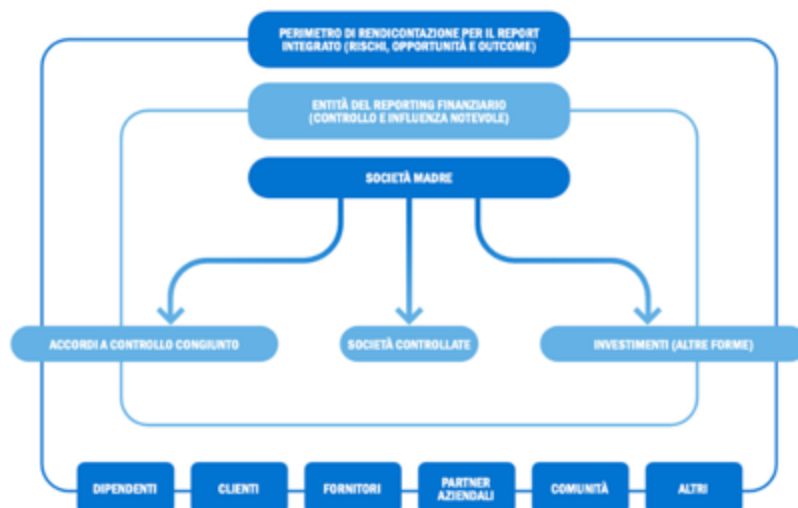 PERIMETRO DI RENDICONTAZIONE PER IL REPORT
INTEGRATO (RISCHI, OPPORTUNITÀ E OUTCOME)
ENTITÀ DEL REPORTING FINANZIARIO
(CONTROLLO E INFLUENZA NOTEVOLE)
SOCIETÀ MADRE
ACCORDI A CONTROLLO CONGIUNTO
SOCIETÀ CONTROLLATE
INVESTIMENTI (ALTRE FORME)
DIPENDENTI
CLIENTI
FORNITORI
PARTNER
AZIENDALI
COMUNITÀ
ALTRI